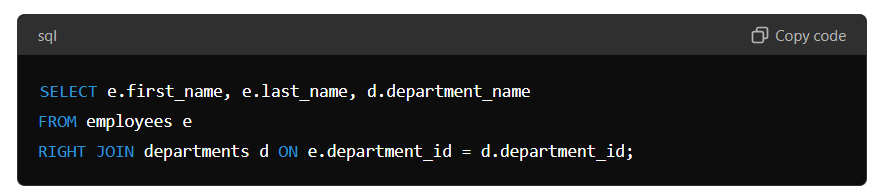 sql Copy code
SELECT e.first_name, e.last_name, d.department_name
FROM employees e
RIGHT JOIN departments d ON e.department_id = d.department_id;